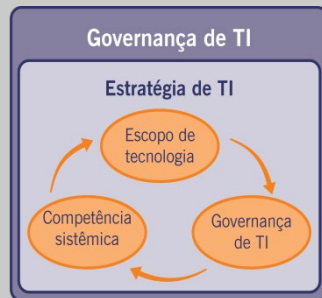 Governança de TI
Estratégia de TI
Escopo de
tecnologia
Competência
sistêmica
Governança
de TI